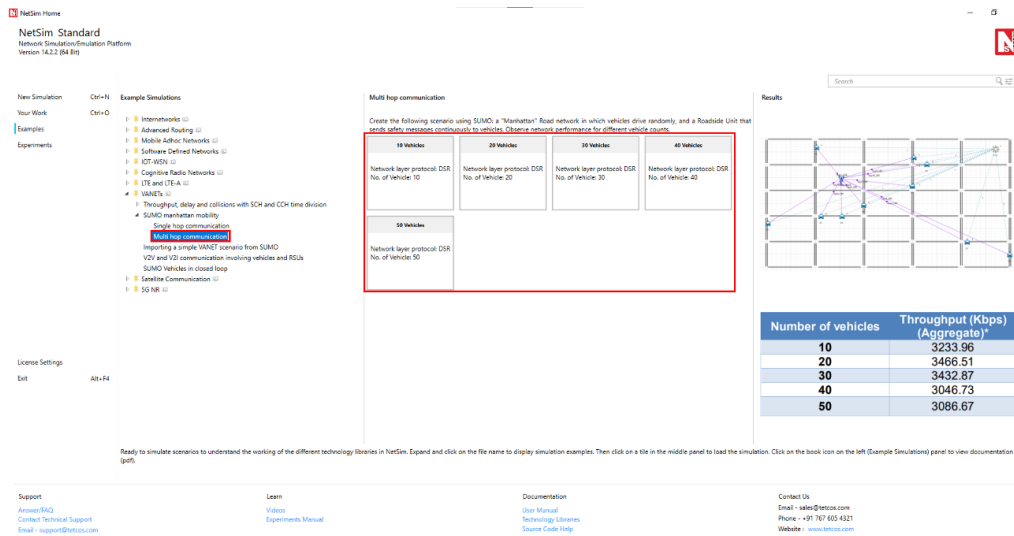 NetSim Home
NetSim Standard
Network Simulation/Emulation Platform
Version 14.2.2 (64 Bit)
Search
New Simulation Ctrl+N
Your Work Ctrl+O
Examples
Experiments
License Settings
Exit Alt+F4
Example Simulations
Internetworks
Advanced Routing
Mobile Adhoc Networks
Software Defined Networks
IOT-WSN
Cognitive Radio Networks
LTE and LTE-A
VANETs
Throughput, delay and collisions with SCH and CCH time division
SUMO manhattan mobility
Single hop communication
Multi hop communication
Importing a simple VANET scenario from SUMO
V2V and V2I communication involving vehicles and RSUs
SUMO Vehicles in closed loop
Satellite Communication
5G NR
Multi hop communication
Create the following scenario using SUMO: a "Manhattan" Road network in which vehicles drive randomly, and a Roadside Unit that
sends safety messages continuously to vehicles. Observe network performance for different vehicle counts.
10 Vehicles
Network layer protocol: DSR
No. of Vehicle: 10
20 Vehicles
Network layer protocol: DSR
No. of Vehicle: 20
30 Vehicles
Network layer protocol: DSR
No. of Vehicle: 30
40 Vehicles
Network layer protocol: DSR
No. of Vehicle: 40
50 Vehicles
Network layer protocol: DSR
No. of Vehicle: 50
Results
Number of vehicles Throughput (Kbps)
(Aggregate)*
10 3233.96
20 3466.51
30 3432.87
40 3046.73
50 3086.67
Ready to simulate scenarios to understand the working of the different technology libraries in NetSim. Expand and click on the file name to display simulation examples. Then click on a tile in the middle panel to load the simulation. Click on the book icon on the left (Example Simulations) panel to view documentation
(pdf).
Support
Answer/FAQ
Contact Technical Support
Email - support@tetcos.com
Learn
Videos
Experiments Manual
Documentation
User Manual
Technology Libraries
Source Code Help
Contact Us
Email - sales@tetcos.com
Phone - +91 767 605 4321
Website : www.tetcos.com